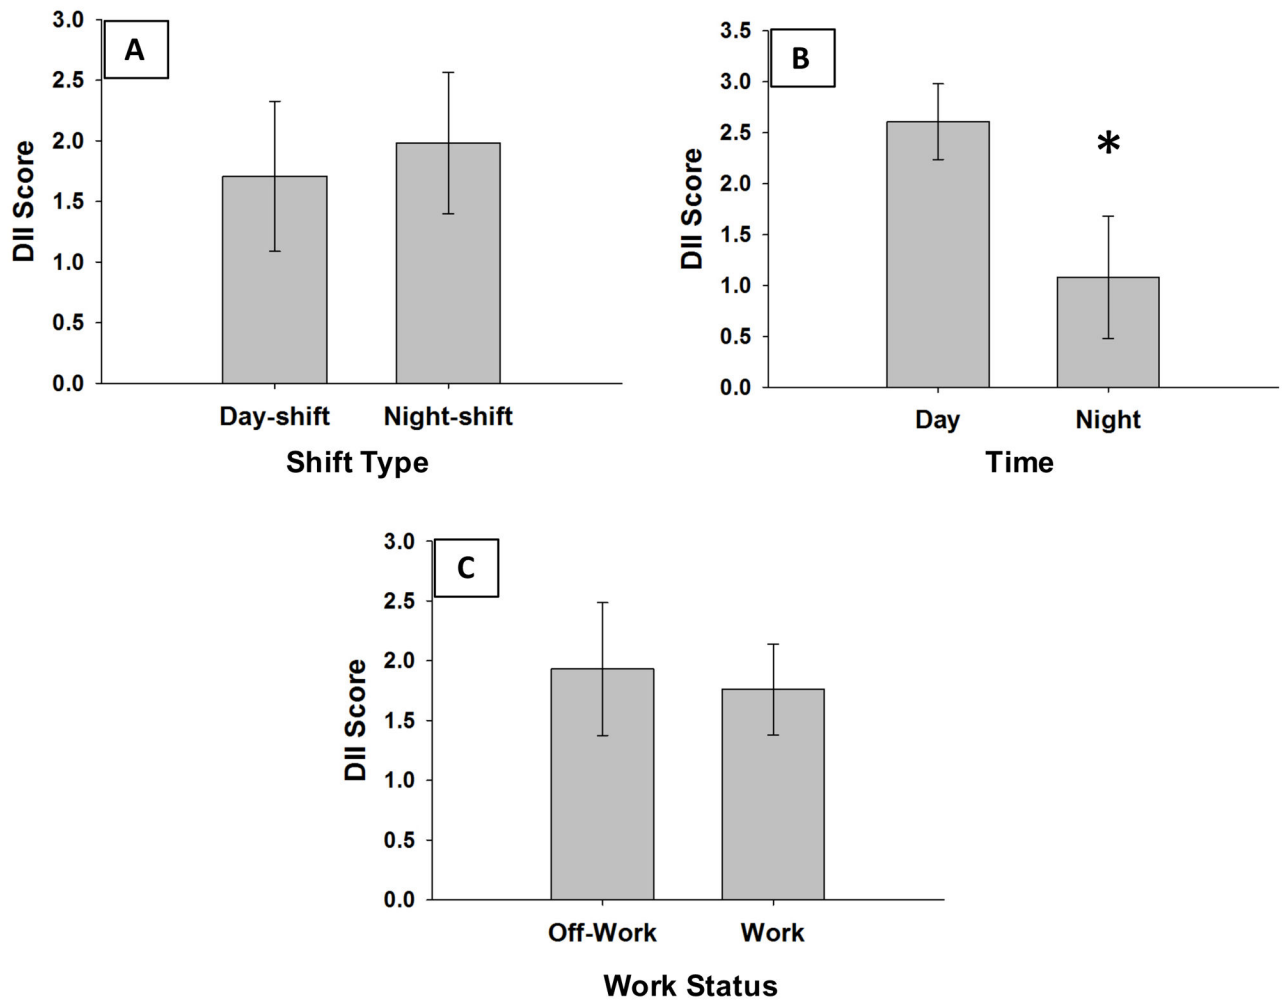 A
3.0
2.5
2.0
1.5
1.0
0.5
0.0
DII Score
Day-shift Night-shift
Shift Type
B
3.5
3.0
2.5
2.0
1.5
1.0
0.5
0.0
DII Score
*
Day Night
Time
C
3.0
2.5
2.0
1.5
1.0
0.5
0.0
DII Score
Off-Work Work
Work Status